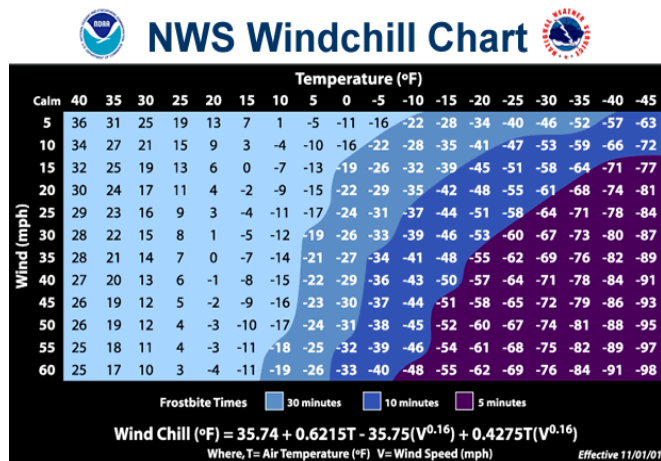 NOAA
NWS Windchill Chart
Temperature (ºF)
Calm 40 35 30 25 20 15 10 5 0 -5 -10 -15 -20 -25 -30 -35 -40 -45
5 36 31 25 19 13 7 1 -5 -11 -16 -22 -28 -34 -40 -46 -52 -57 -63
10 34 27 21 15 9 3 -4 -10 -16 -22 -28 -35 -41 -47 -53 -59 -66 -72
15 32 25 19 13 6 0 -7 -13 -19 -26 -32 -39 -45 -51 -58 -64 -71 -77
20 30 24 17 11 4 -2 -9 -15 -22 -29 -35 -42 -48 -55 -61 -68 -74 -81
25 29 23 16 9 3 -4 -11 -17 -24 -31 -37 -44 -51 -58 -64 -71 -78 -84
30 28 22 15 8 1 -5 -12 -19 -26 -33 -39 -46 -53 -60 -67 -73 -80 -87
35 28 21 14 7 0 -7 -14 -21 -27 -34 -41 -48 -55 -62 -69 -76 -82 -89
40 27 20 13 6 -1 -8 -15 -22 -29 -36 -43 -50 -57 -64 -71 -78 -84 -91
45 26 19 12 5 -2 -9 -16 -23 -30 -37 -44 -51 -58 -65 -72 -79 -86 -93
50 26 19 12 4 -3 -10 -17 -24 -31 -38 -45 -52 -60 -67 -74 -81 -88 -95
55 25 18 11 4 -3 -11 -18 -25 -32 -39 -46 -54 -61 -68 -75 -82 -89 -97
60 25 17 10 3 -4 -11 -19 -26 -33 -40 -48 -55 -62 -69 -76 -84 -91 -98
Wind (mph)
Frostbite Times 30 minutes 10 minutes 5 minutes
Wind Chill (ºF) = 35.74 + 0.6215T - 35.75(V0.16) + 0.4275T(V0.16)
Where, T= Air Temperature (ºF) V= Wind Speed (mph)
Effective 11/01/01